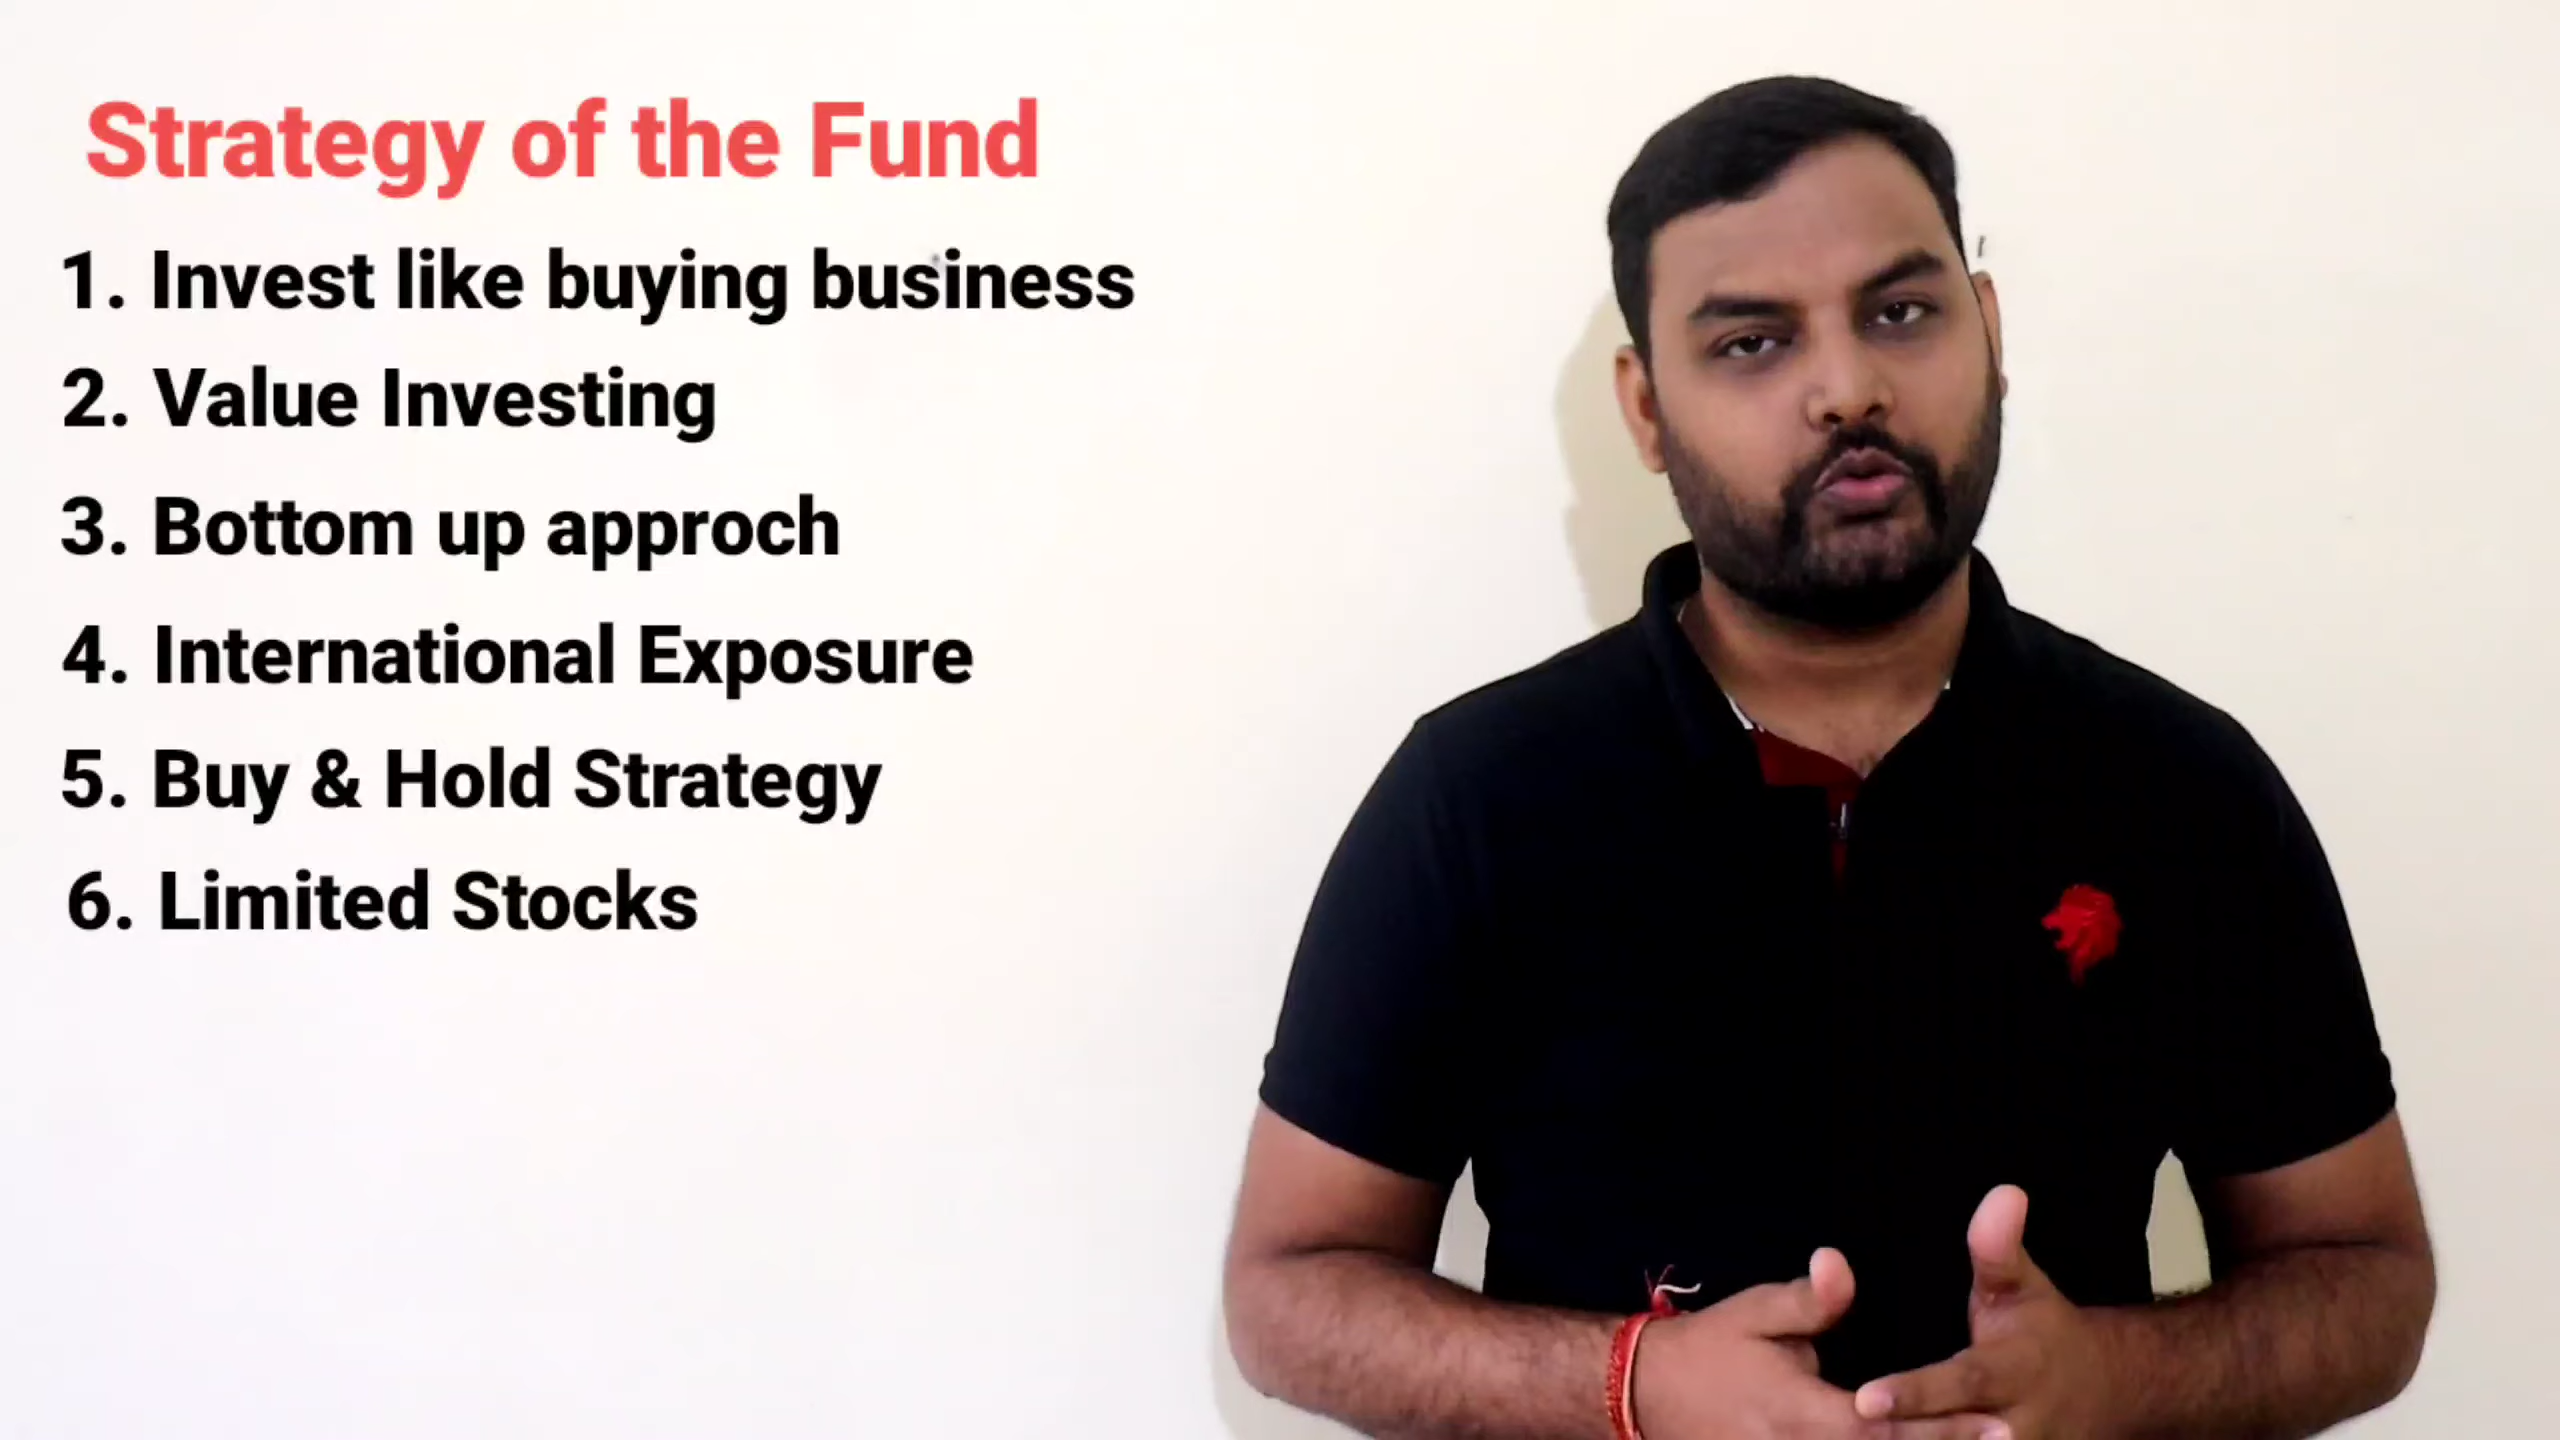 Strategy of the Fund
1. Invest like buying business
2. Value Investing
3. Bottom up approch
4. International Exposure
5. Buy & Hold Strategy
6. Limited Stocks